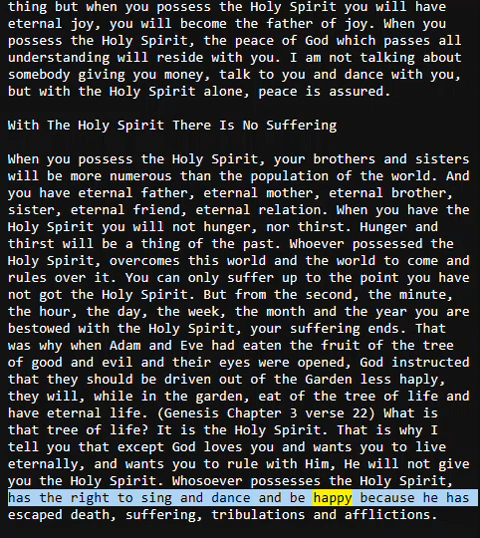 thing but when you possess the Holy Spirit you will have
eternal joy, you will become the father of joy. When you
possess the Holy Spirit, the peace of God which passes all
understanding will reside with you. I am not talking about
somebody giving you money, talk to you and dance with you,
but with the Holy Spirit alone, peace is assured.
With The Holy Spirit There Is No Suffering
When you possess the Holy Spirit, your brothers and sisters
will be more numerous than the population of the world. And
you have eternal father, eternal mother, eternal brother,
sister, eternal friend, eternal relation. When you have the
Holy Spirit you will not hunger, nor thirst. Hunger and
thirst will be a thing of the past. Whoever possessed the
Holy Spirit, overcomes this world and the world to come and
rules over it. You can only suffer up to the point you have
not got the Holy Spirit. But from the second, the minute,
the hour, the day, the week, the month and the year you are
bestowed with the Holy Spirit, your suffering ends. That
was why when Adam and Eve had eaten the fruit of the tree
of good and evil and their eyes were opened, God instructed
that they should be driven out of the Garden less haply,
they will, while in the garden, eat of the tree of life and
have eternal life. (Genesis Chapter 3 verse 22) What is
that tree of life? It is the Holy Spirit. That is why I
tell you that except God loves you and wants you to live
eternally, and wants you to rule with Him, He will not give
you the Holy Spirit. Whosoever possesses the Holy Spirit,
has the right to sing and dance and be happy because he has
escaped death, suffering, tribulations and afflictions.